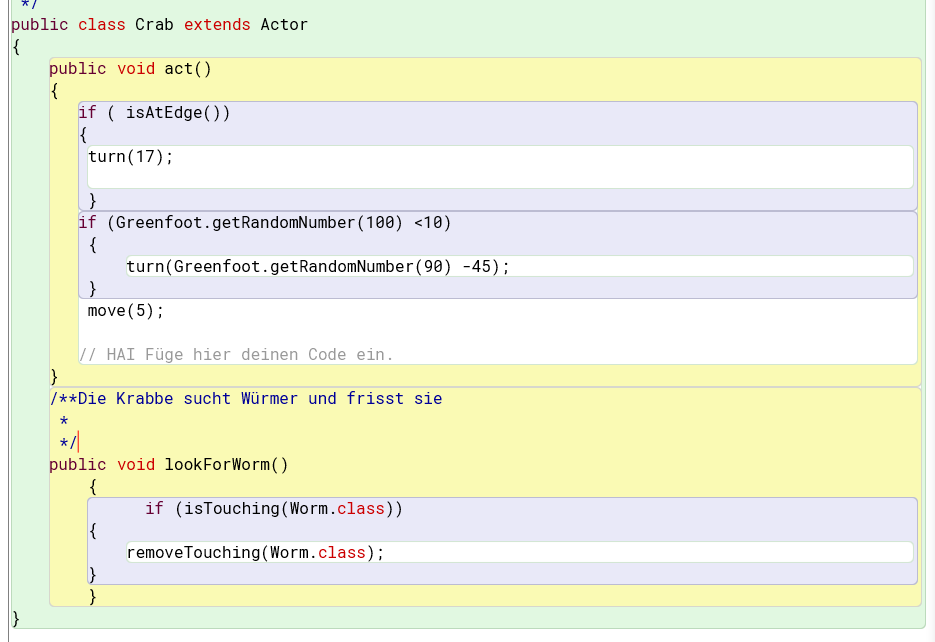 */
public class Crab extends Actor
{
public void act()
{
if ( isAtEdge())
{
turn(17);
}
if (Greenfoot.getRandomNumber(100) <10)
{
turn(Greenfoot.getRandomNumber(90) -45);
}
move(5);
// HAI Füge hier deinen Code ein.
}
/**Die Krabbe sucht Würmer und frisst sie
*
*/
public void lookForWorm()
{
if (isTouching(Worm.class))
{
removeTouching(Worm.class);
}
}
}